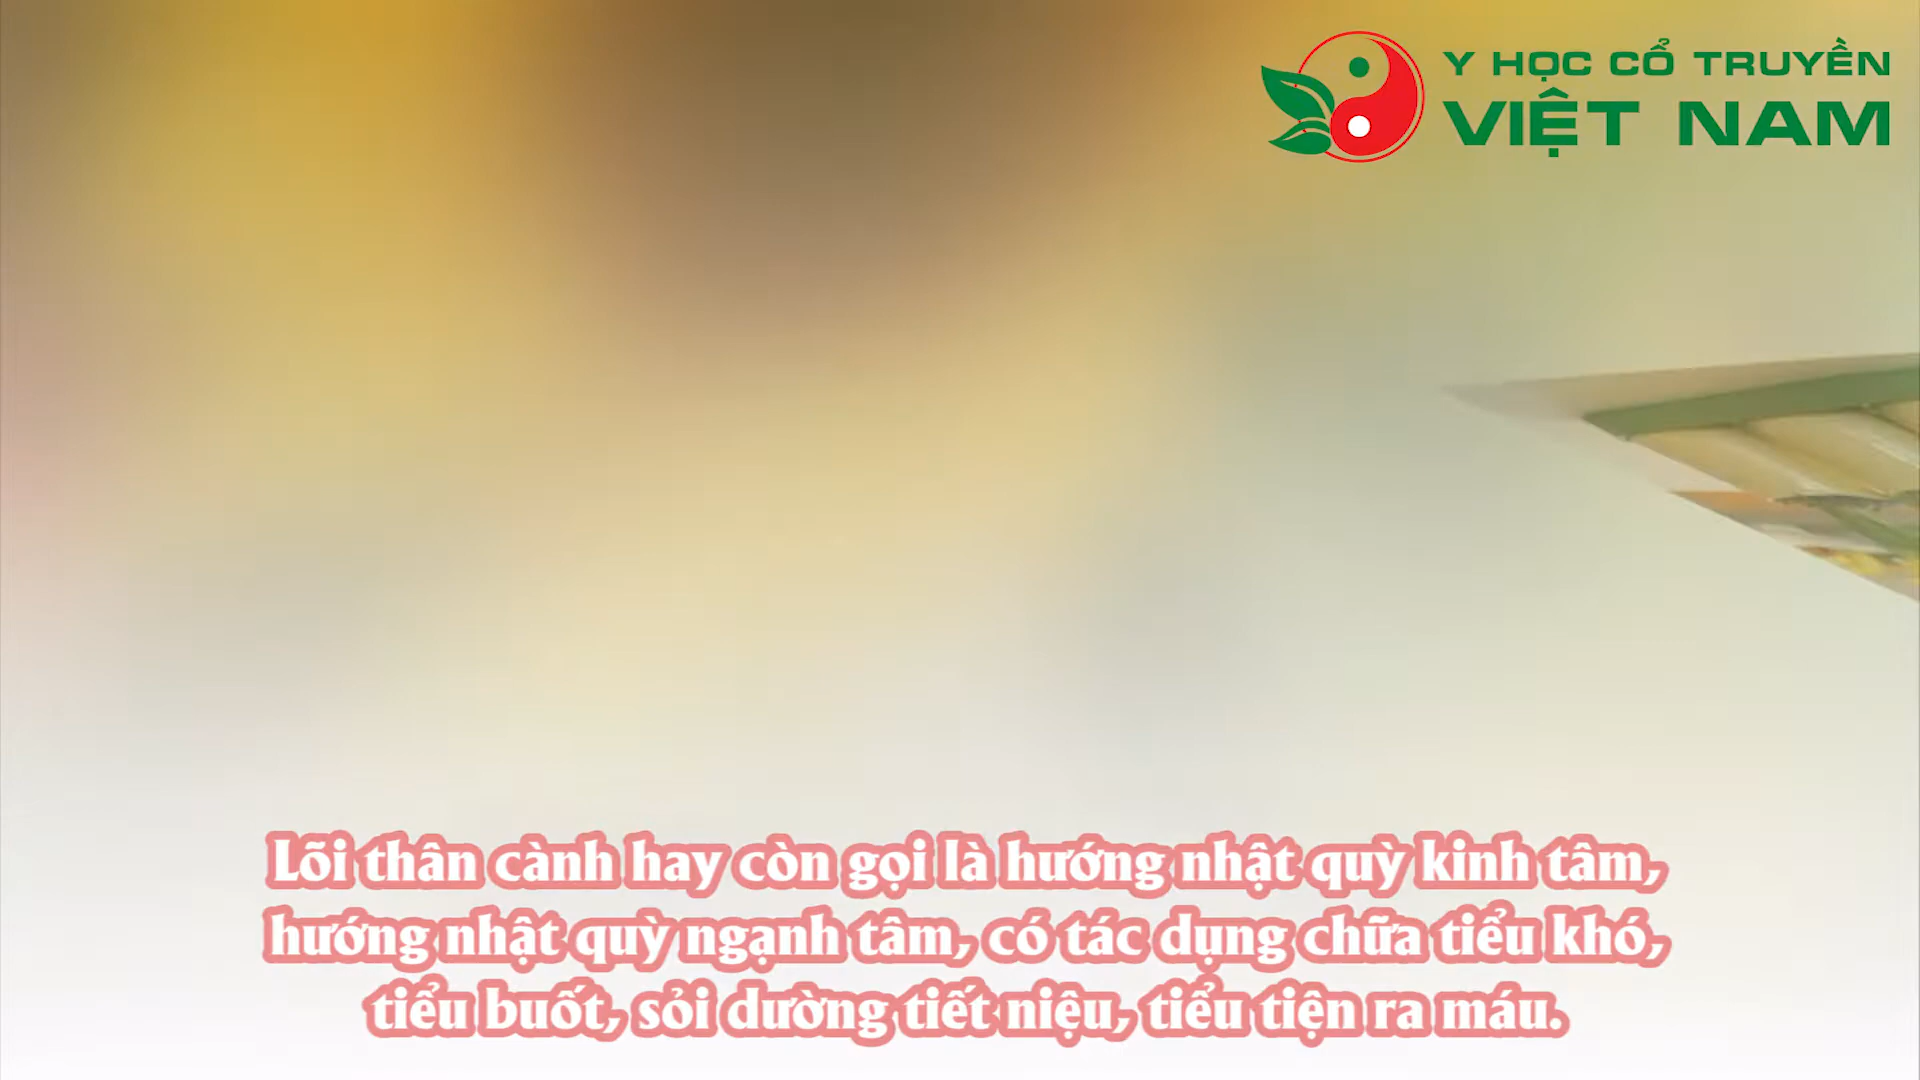 Y HỌC CỔ TRUYỀN
VIỆT NAM
Lõi thân cành hay còn gọi là hướng nhật quỳ kinh tâm,
hướng nhật quỳ ngạnh tâm, có tác dụng chữa tiểu khó,
tiểu buốt, sỏi dường tiết niệu, tiểu tiện ra máu.